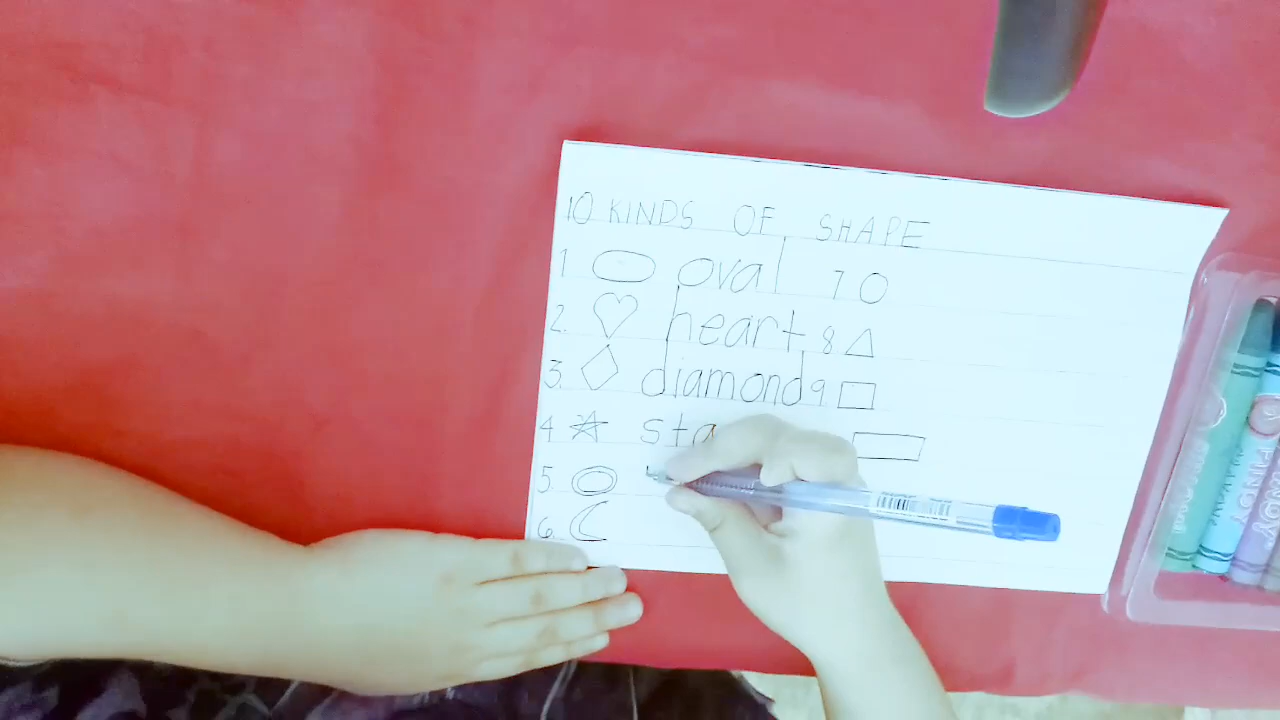 10 KINDS OF SHAPE
1 oval 7
2. heart 8
3. diamond 9
4 sta
5
6.